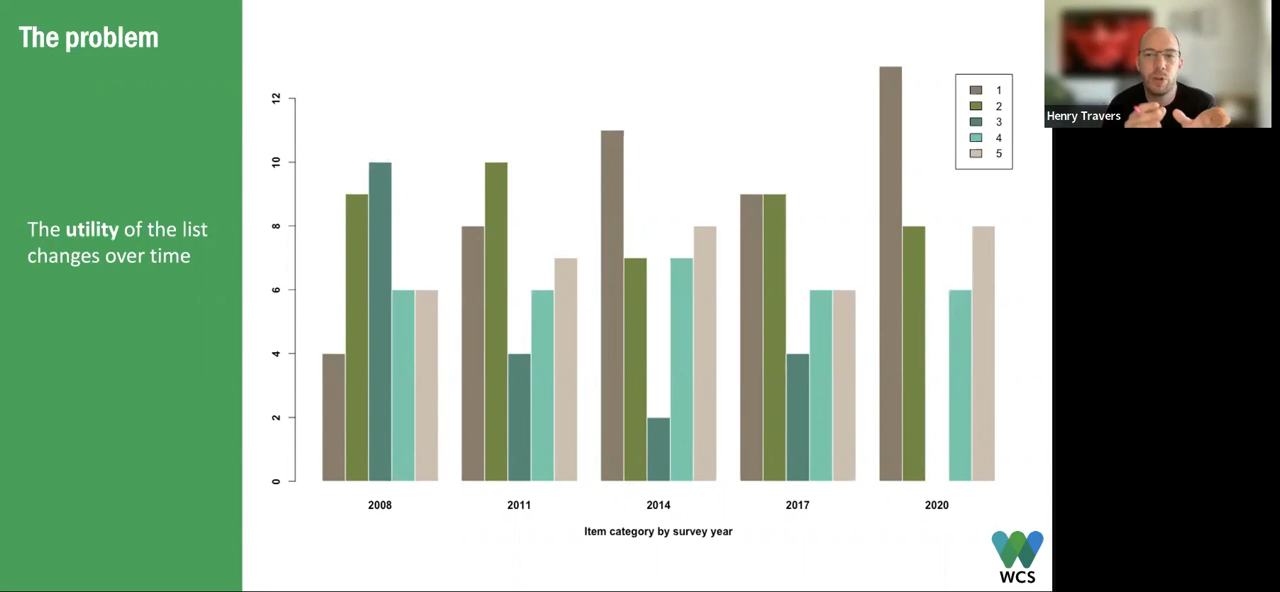 The problem
The utility of the list
changes over time
12
10
8
6
4
2
0
2008
2011
2014
2017
2020
Item category by survey year
1
2
3
4
5
WCS
Henry Travers